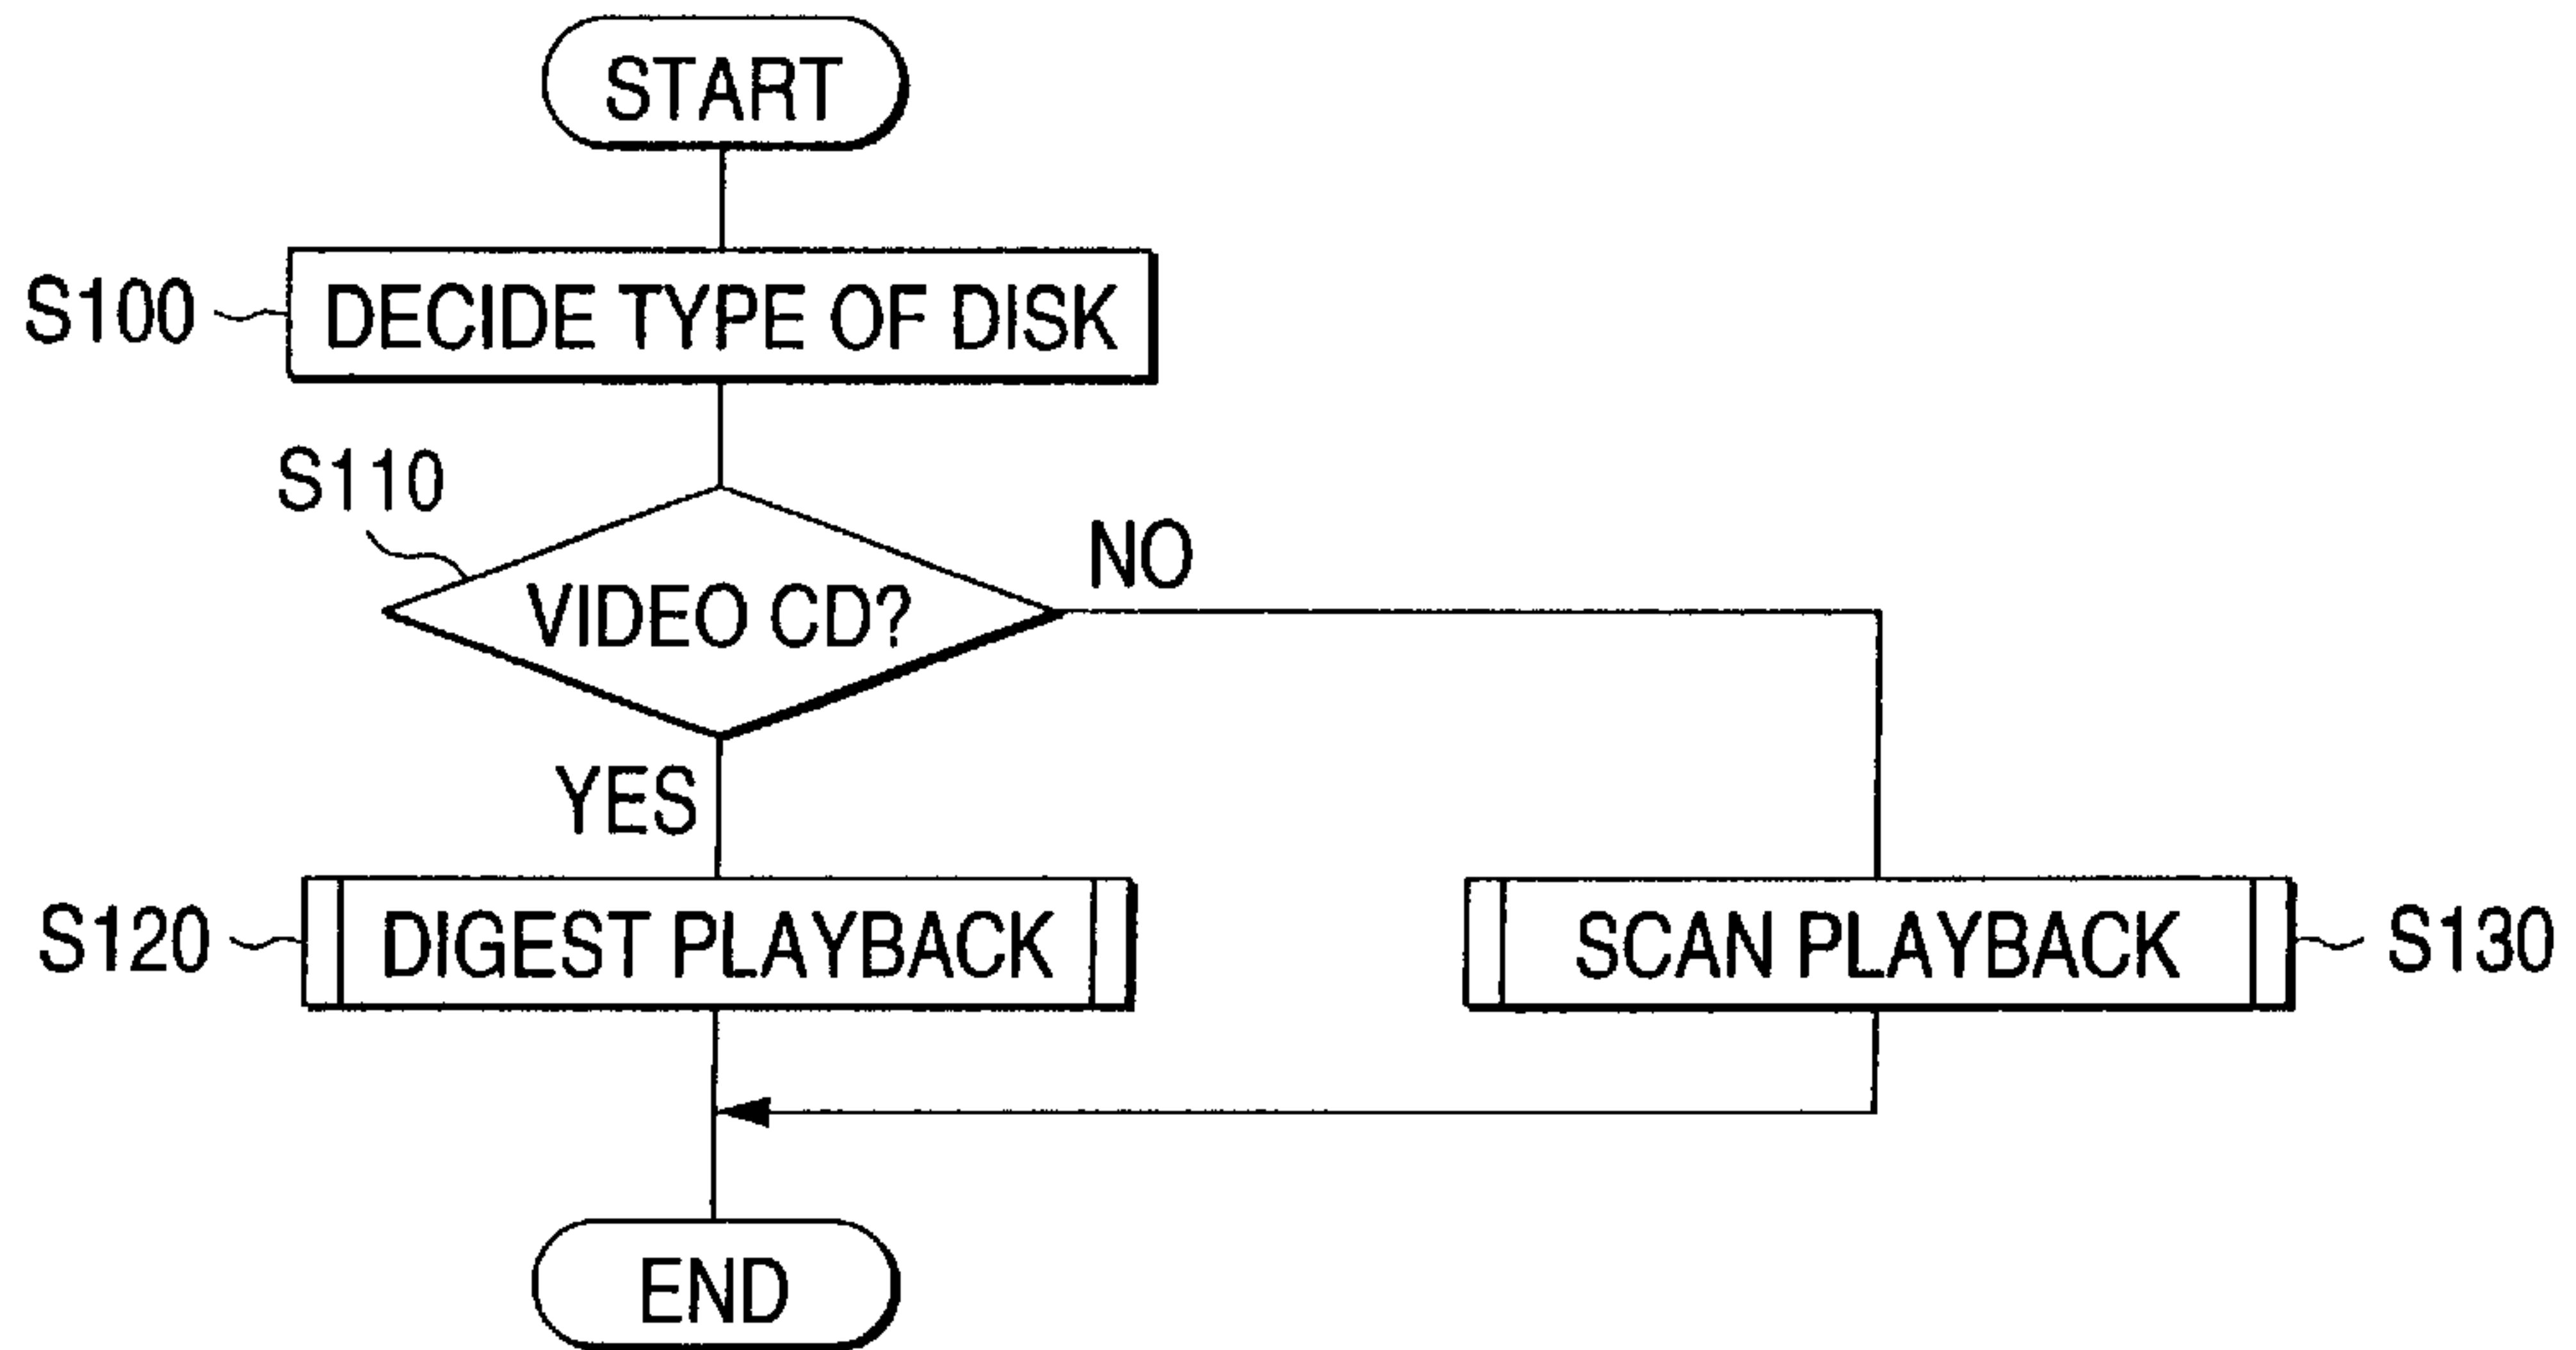 START
S100
DECIDE TYPE OF DISK
S110
VIDEO CD?
NO
YES
S120
DIGEST PLAYBACK
SCAN PLAYBACK
S130
END